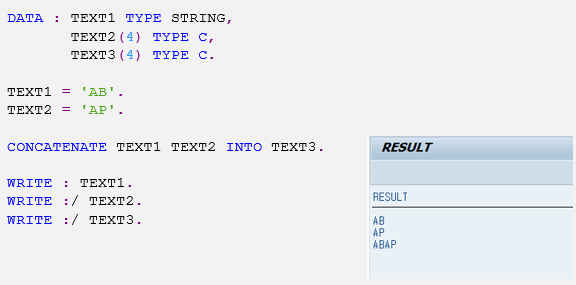 DATA : TEXT1 TYPE STRING,
TEXT2(4) TYPE C,
TEXT3(4) TYPE C.
TEXT1 = 'AB'.
TEXT2 = 'AP'.
CONCATENATE TEXT1 TEXT2 INTO TEXT3.
WRITE : TEXT1.
WRITE :/ TEXT2.
WRITE :/ TEXT3.
RESULT
RESULT
AB
AP
ABAP